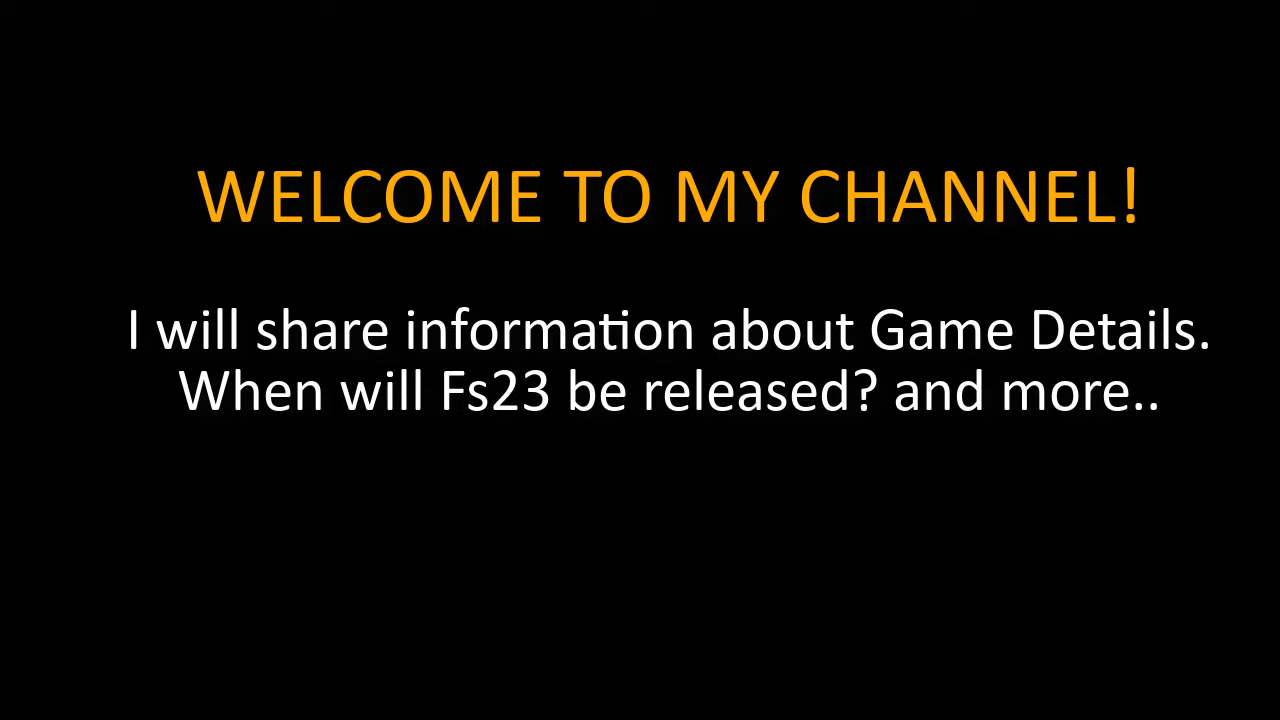 WELCOME TO MY CHANNEL!
I will share information about Game Details.
When will Fs23 be released? and more..